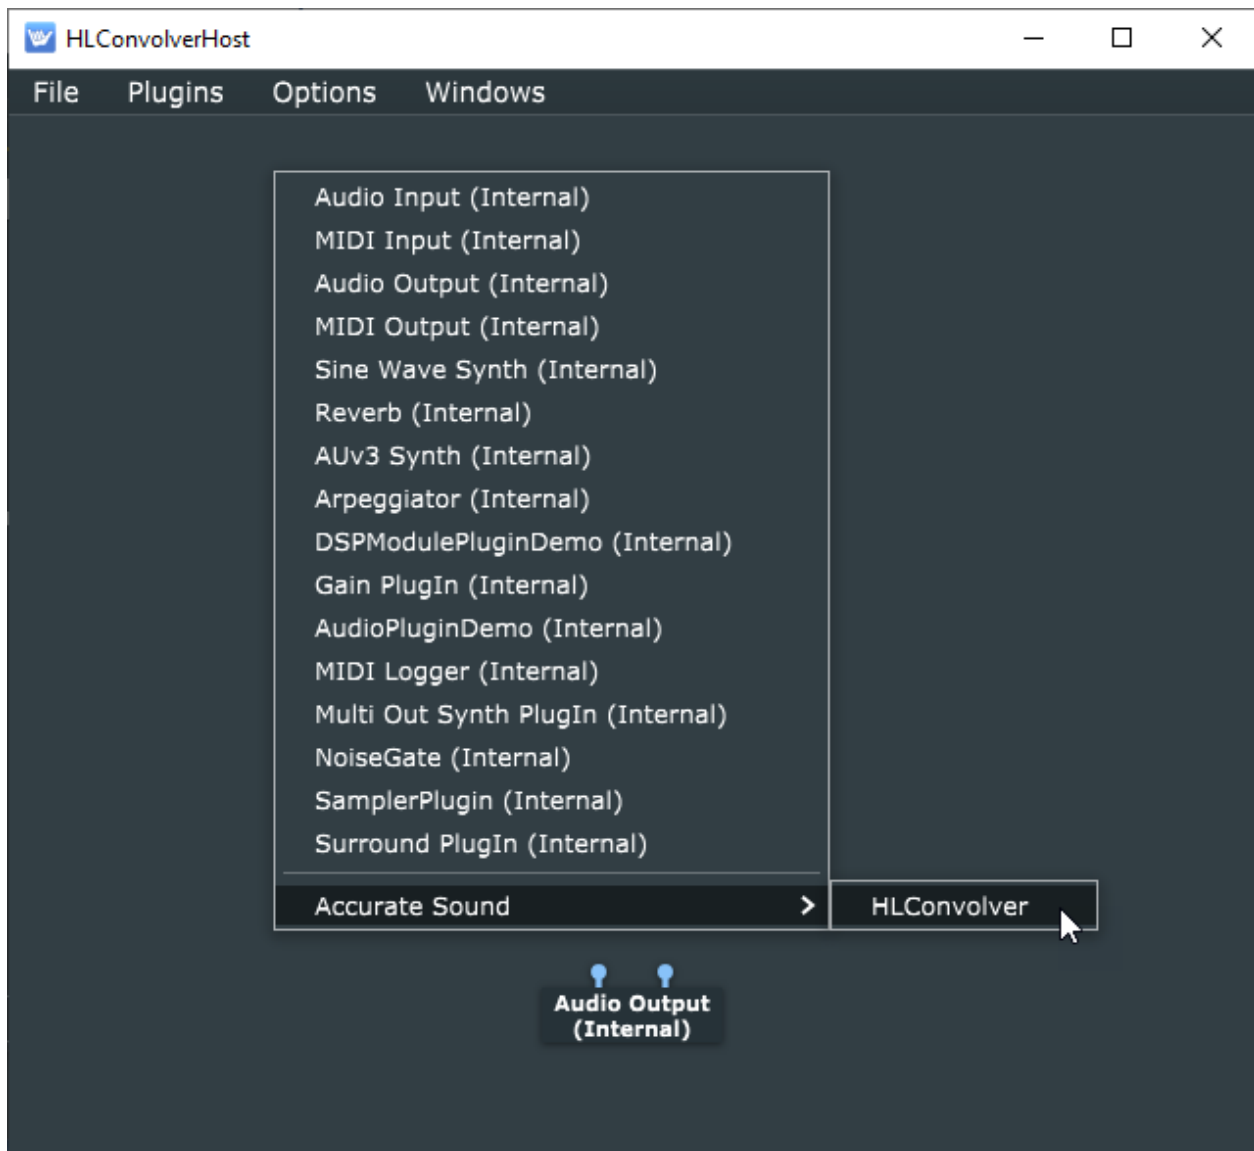 HLConvolverHost
File Plugins Options Windows
Audio Input (Internal)
MIDI Input (Internal)
Audio Output (Internal)
MIDI Output (Internal)
Sine Wave Synth (Internal)
Reverb (Internal)
AUv3 Synth (Internal)
Arpeggiator (Internal)
DSPModulePluginDemo (Internal)
Gain PlugIn (Internal)
AudioPluginDemo (Internal)
MIDI Logger (Internal)
Multi Out Synth PlugIn (Internal)
NoiseGate (Internal)
SamplerPlugin (Internal)
Surround PlugIn (Internal)
Accurate Sound
HLConvolver
Audio Output
(Internal)